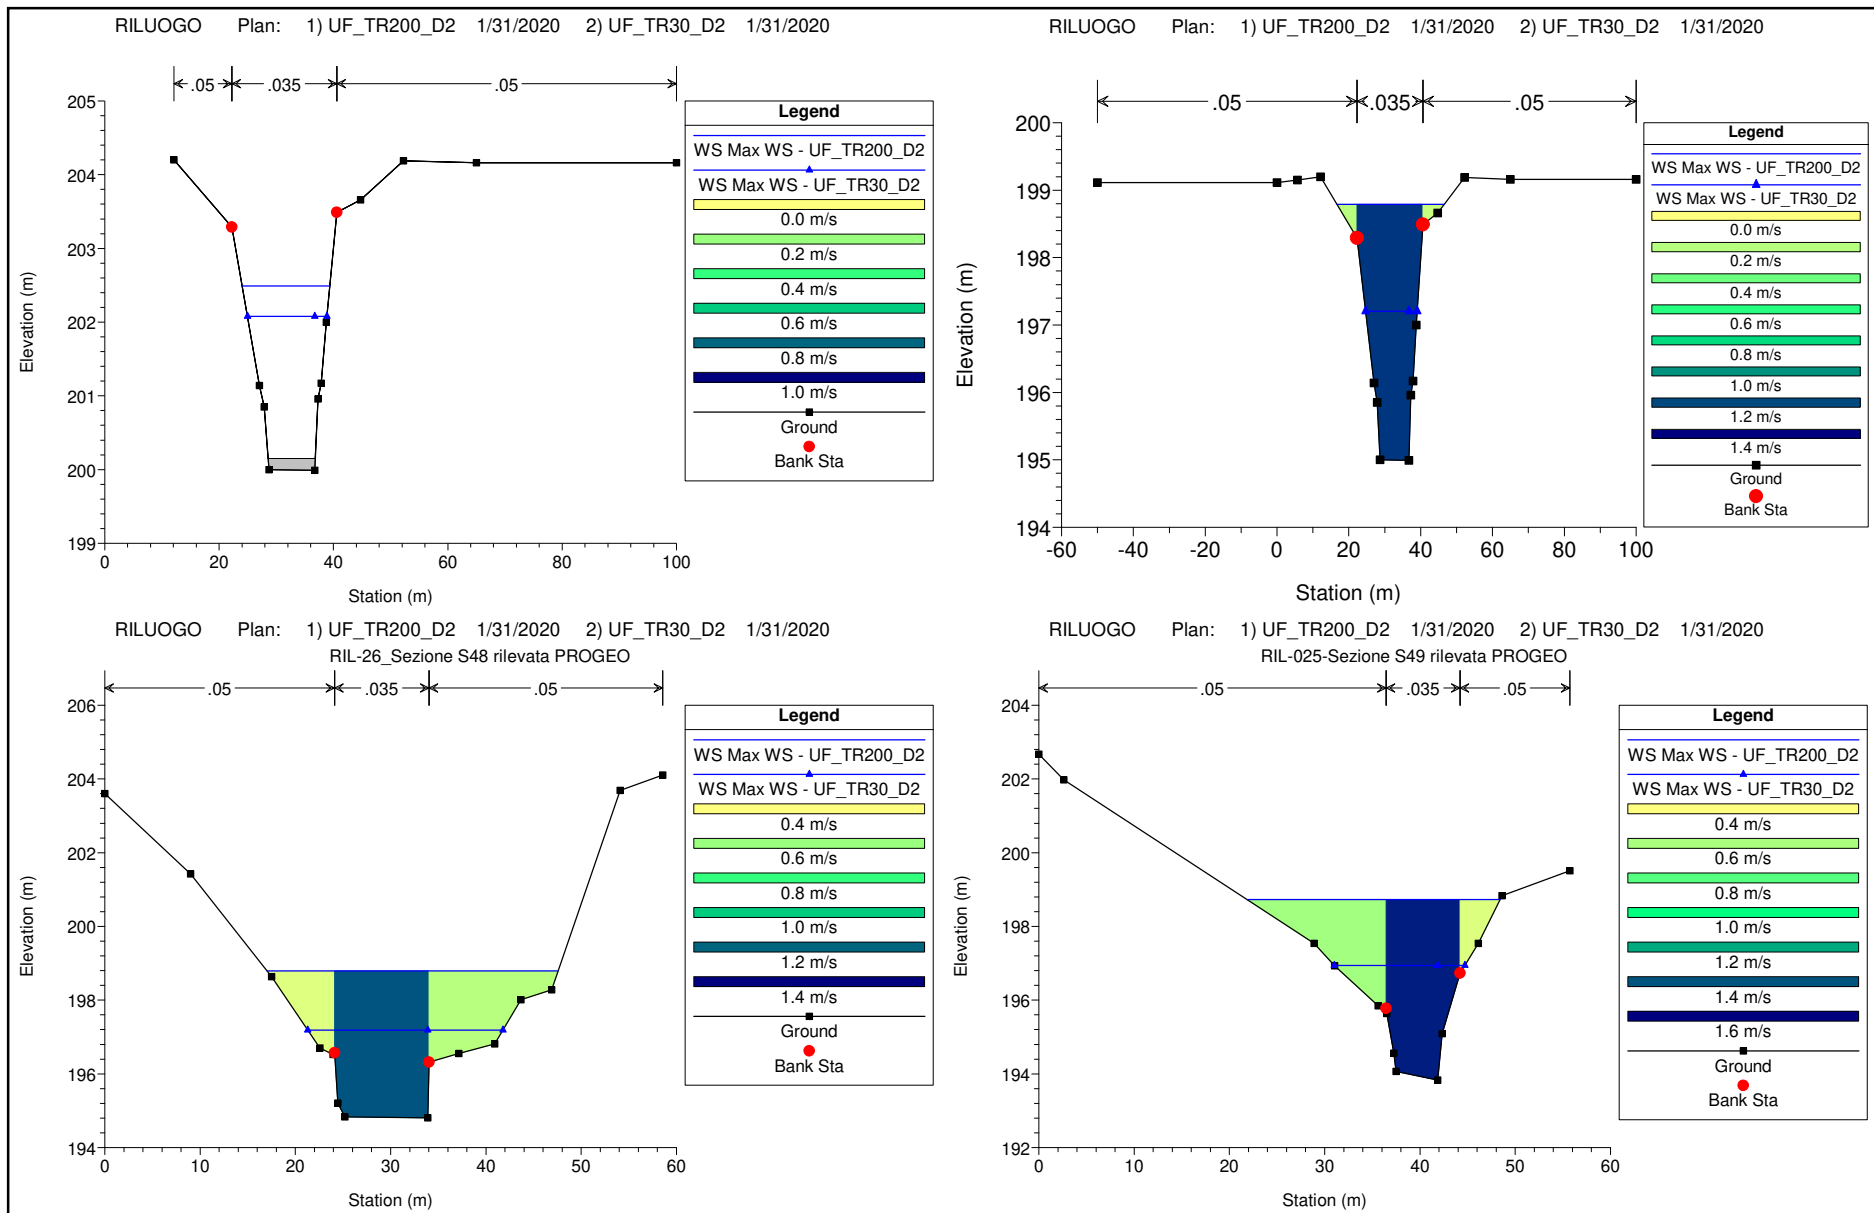 RILUOGO Plan: 1) UF_TR200_D2 1/31/2020 2) UF_TR30_D2 1/31/2020
.05 .035 .05
205
204
203
202
201
200
199
0 20 40 60 80 100
Elevation (m)
Station (m)
Legend
WS Max WS - UF_TR200_D2
WS Max WS - UF_TR30_D2
0.0 m/s
0.2 m/s
0.4 m/s
0.6 m/s
0.8 m/s
1.0 m/s
Ground
Bank Sta
RILUOGO Plan: 1) UF_TR200_D2 1/31/2020 2) UF_TR30_D2 1/31/2020
.05 .035 .05
200
199
198
197
196
195
194
-60 -40 -20 0 20 40 60 80 100
Elevation (m)
Station (m)
Legend
WS Max WS - UF_TR200_D2
WS Max WS - UF_TR30_D2
0.0 m/s
0.2 m/s
0.4 m/s
0.6 m/s
0.8 m/s
1.0 m/s
1.2 m/s
1.4 m/s
Ground
Bank Sta
RILUOGO Plan: 1) UF_TR200_D2 1/31/2020 2) UF_TR30_D2 1/31/2020
RIL-26_Sezione S48 rilevata PROGEO
.05 .035 .05
206
204
202
200
198
196
194
0 10 20 30 40 50 60
Elevation (m)
Station (m)
Legend
WS Max WS - UF_TR200_D2
WS Max WS - UF_TR30_D2
0.4 m/s
0.6 m/s
0.8 m/s
1.0 m/s
1.2 m/s
1.4 m/s
Ground
Bank Sta
RILUOGO Plan: 1) UF_TR200_D2 1/31/2020 2) UF_TR30_D2 1/31/2020
RIL-025-Sezione S49 rilevata PROGEO
.05 .035 .05
204
202
200
198
196
194
192
0 10 20 30 40 50 60
Elevation (m)
Station (m)
Legend
WS Max WS - UF_TR200_D2
WS Max WS - UF_TR30_D2
0.4 m/s
0.6 m/s
0.8 m/s
1.0 m/s
1.2 m/s
1.4 m/s
1.6 m/s
Ground
Bank Sta